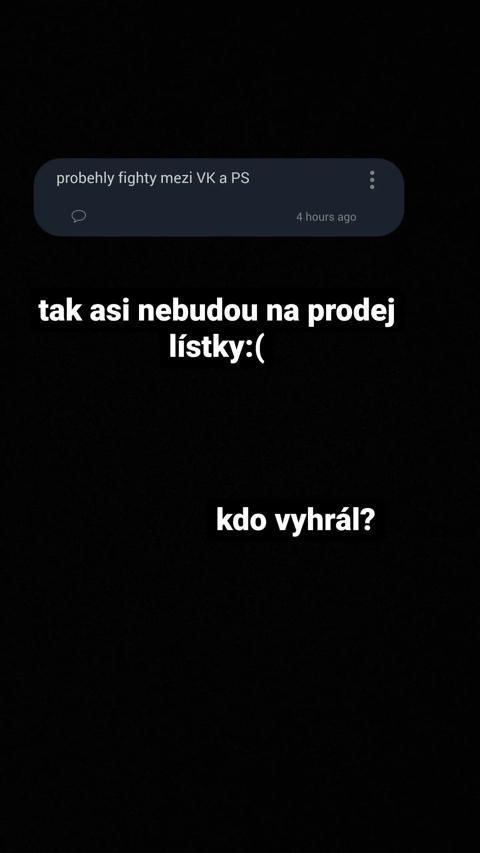 probehly fighty mezi VK a PS
4 hours ago
tak asi nebudou na prodej
lístky:(
kdo vyhrál?